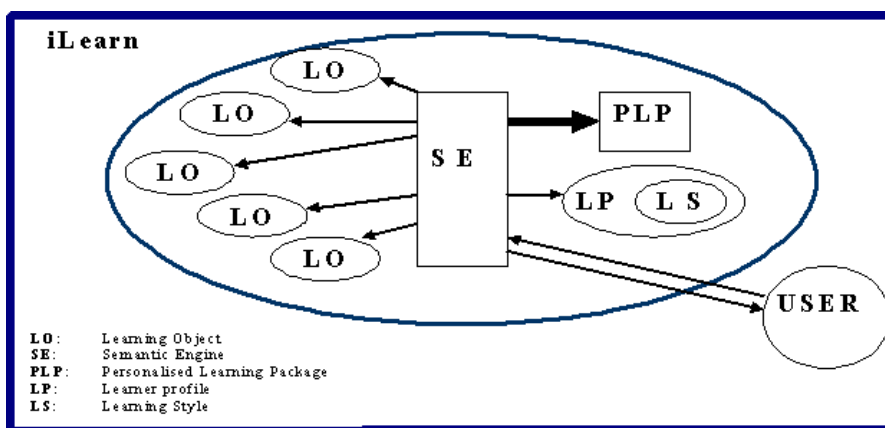 iLearn
LO
LO
LO
LO
LO
SE
PLP
LP
LS
USER
LO: Learning Object
SE: Semantic Engine
PLP: Personalised Learning Package
LP: Learner profile
LS: Learning Style